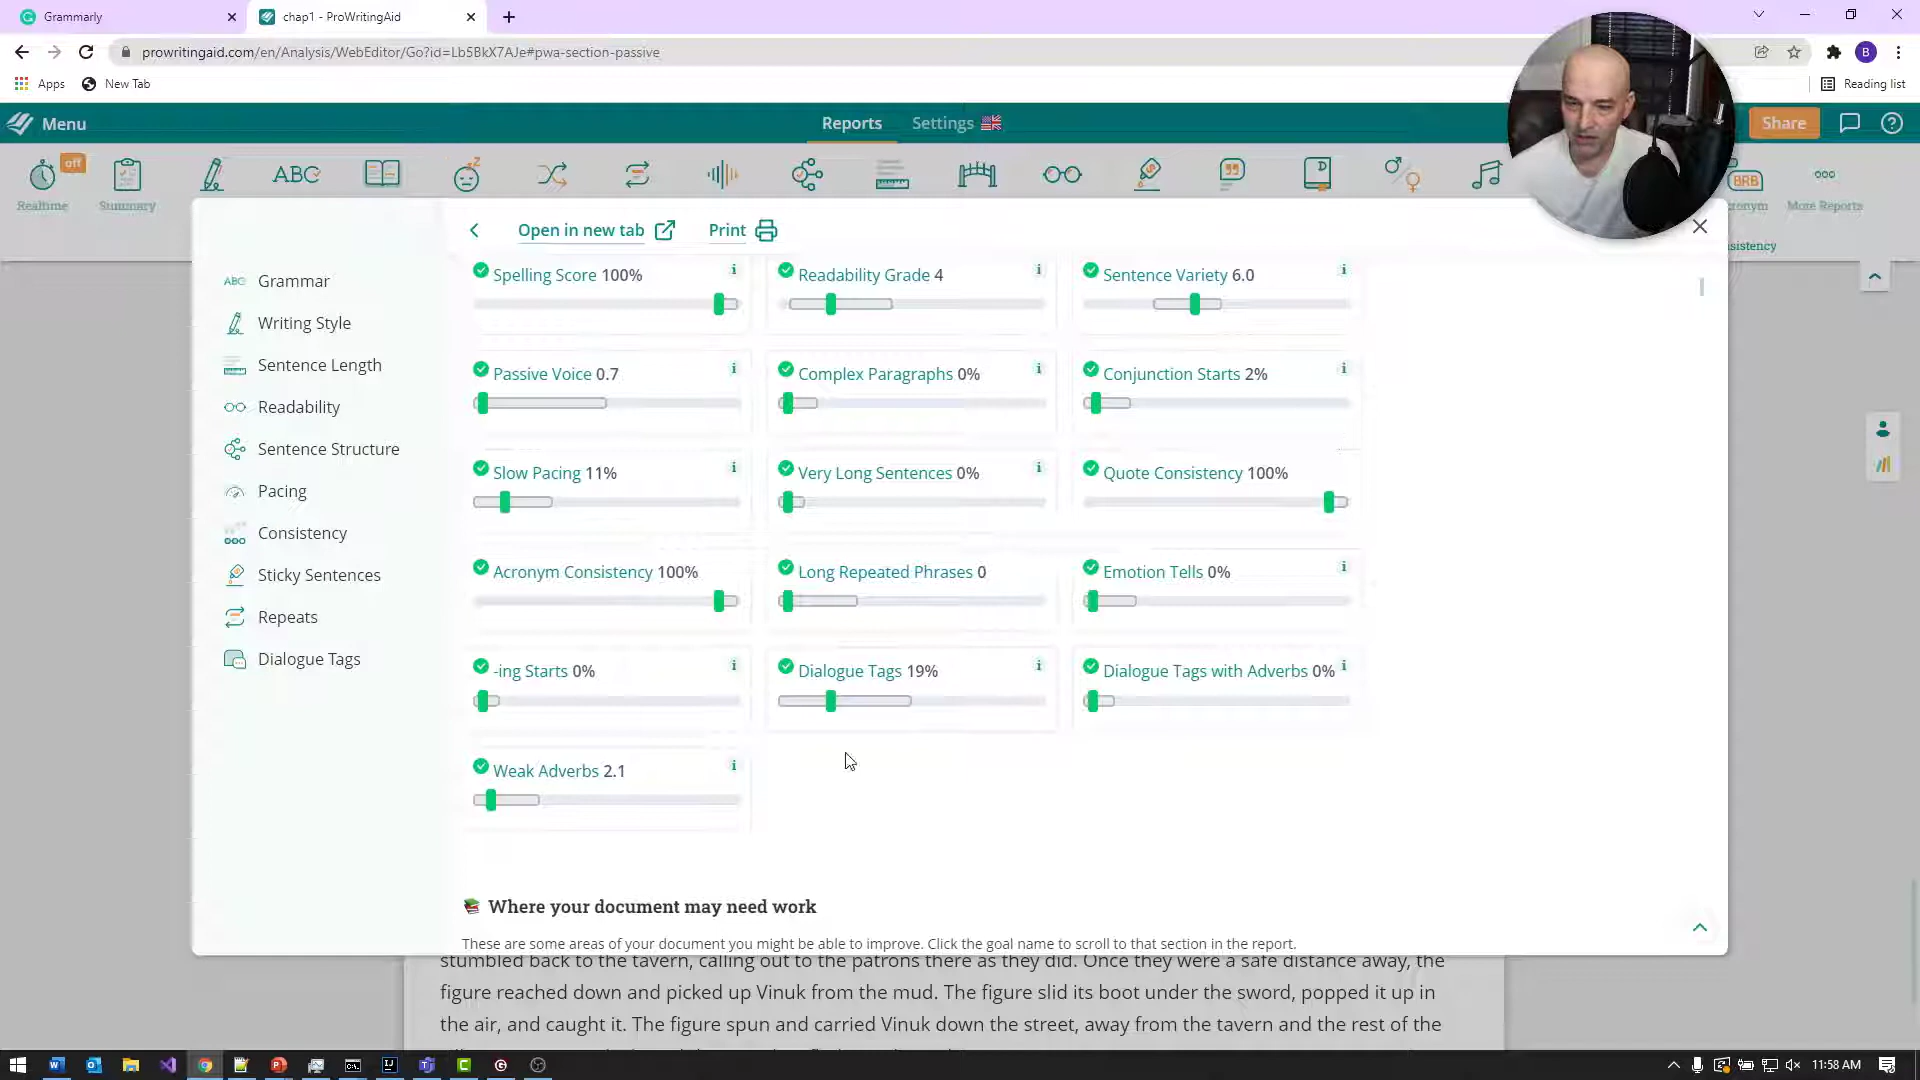 Grammarly
chap1 - ProWritingAid
prowritingaid.com/en/Analysis/WebEditor/Go?id=Lb5BkX7AJe#pwa-section-passive
B
Apps
New Tab
Reading list
Menu
Reports
Settings
Share
off
ABC
BRB
Realtime
Summary
More Reports
Open in new tab
Print
Grammar
Writing Style
Sentence Length
Readability
Sentence Structure
Pacing
Consistency
Sticky Sentences
Repeats
Dialogue Tags
Spelling Score 100%
Readability Grade 4
Sentence Variety 6.0
Passive Voice 0.7
Complex Paragraphs 0%
Conjunction Starts 2%
Slow Pacing 11%
Very Long Sentences 0%
Quote Consistency 100%
Acronym Consistency 100%
Long Repeated Phrases 0
Emotion Tells 0%
-ing Starts 0%
Dialogue Tags 19%
Dialogue Tags with Adverbs 0%
Weak Adverbs 2.1
Where your document may need work
These are some areas of your document you might be able to improve. Click the goal name to scroll to that section in the report.
stumbled back to the tavern, calling out to the patrons there as they did. Once they were a safe distance away, the
figure reached down and picked up Vinuk from the mud. The figure slid its boot under the sword, popped it up in
the air, and caught it. The figure spun and carried Vinuk down the street, away from the tavern and the rest of the
11:58 AM